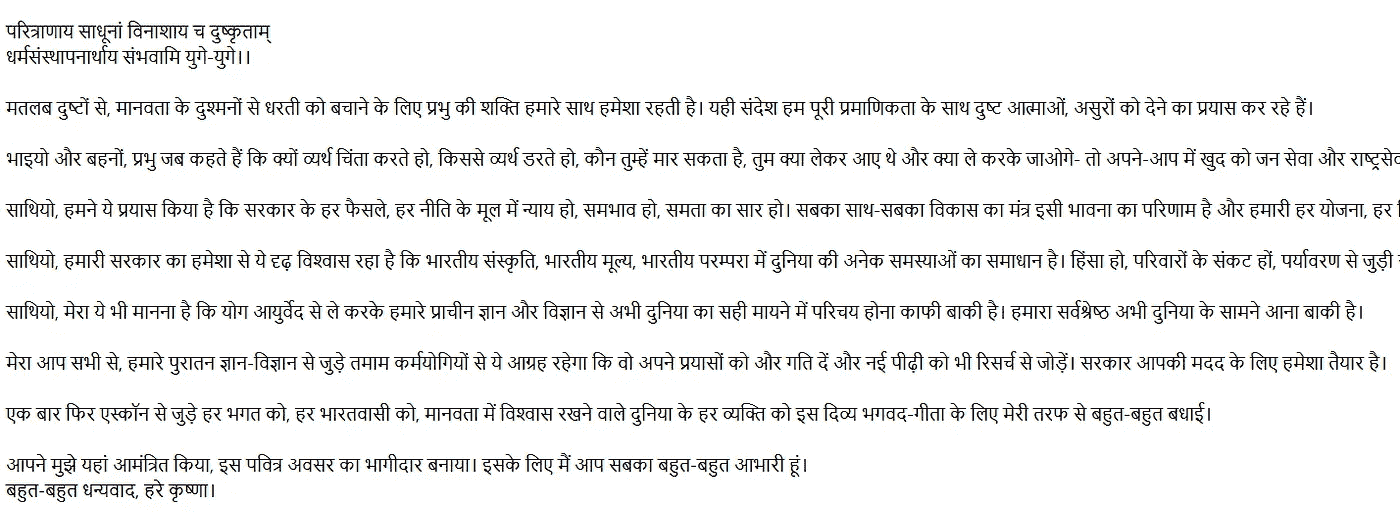 परित्राणाय साधूनां विनाशाय च दुष्कृताम्
धर्मसंस्थापनार्थाय संभवामि युगे-युगे।।
मतलब दुष्टों से, मानवता के दुश्मनों से धरती को बचाने के लिए प्रभु की शक्ति हमारे साथ हमेशा रहती है। यही संदेश हम पूरी प्रमाणिकता के साथ दुष्ट आत्माओं, असुरों को देने का प्रयास कर रहे हैं।
भाइयो और बहनों, प्रभु जब कहते हैं कि क्यों व्यर्थ चिंता करते हो, किससे व्यर्थ डरते हो, कौन तुम्हें मार सकता है, तुम क्या लेकर आए थे और क्या ले करके जाओगे- तो अपने-आप में खुद को जन सेवा और
साथियो, हमने ये प्रयास किया है कि सरकार के हर फैसले, हर नीति के मूल में न्याय हो, समभाव हो, समता का सार हो। सबका साथ-सबका विकास का मंत्र इसी भावना का परिणाम है और हमारी हर योजना, हर
साथियो, हमारी सरकार का हमेशा से ये दृढ़ विश्वास रहा है कि भारतीय संस्कृति, भारतीय मूल्य, भारतीय परम्परा में दुनिया की अनेक समस्याओं का समाधान है। हिंसा हो, परिवारों के संकट हों, पर्यावरण से जुड़ी
साथियो, मेरा ये भी मानना है कि योग आयुर्वेद से ले करके हमारे प्राचीन ज्ञान और विज्ञान से अभी दुनिया का सही मायने में परिचय होना काफी बाकी है। हमारा सर्वश्रेष्ठ अभी दुनिया के सामने आना बाकी है।
मेरा आप सभी से, हमारे पुरातन ज्ञान-विज्ञान से जुड़े तमाम कर्मयोगियों से ये आग्रह रहेगा कि वो अपने प्रयासों को और गति दें और नई पीढ़ी को भी रिसर्च से जोड़ें। सरकार आपकी मदद के लिए हमेशा तैयार है।
एक बार फिर एस्कॉन से जुड़े हर भगत को, हर भारतवासी को, मानवता में विश्वास रखने वाले दुनिया के हर व्यक्ति को इस दिव्य भगवद-गीता के लिए मेरी तरफ से बहुत-बहुत बधाई।
आपने मुझे यहां आमंत्रित किया, इस पवित्र अवसर का भागीदार बनाया। इसके लिए मैं आप सबका बहुत-बहुत आभारी हूं।
बहुत-बहुत धन्यवाद, हरे कृष्णा।